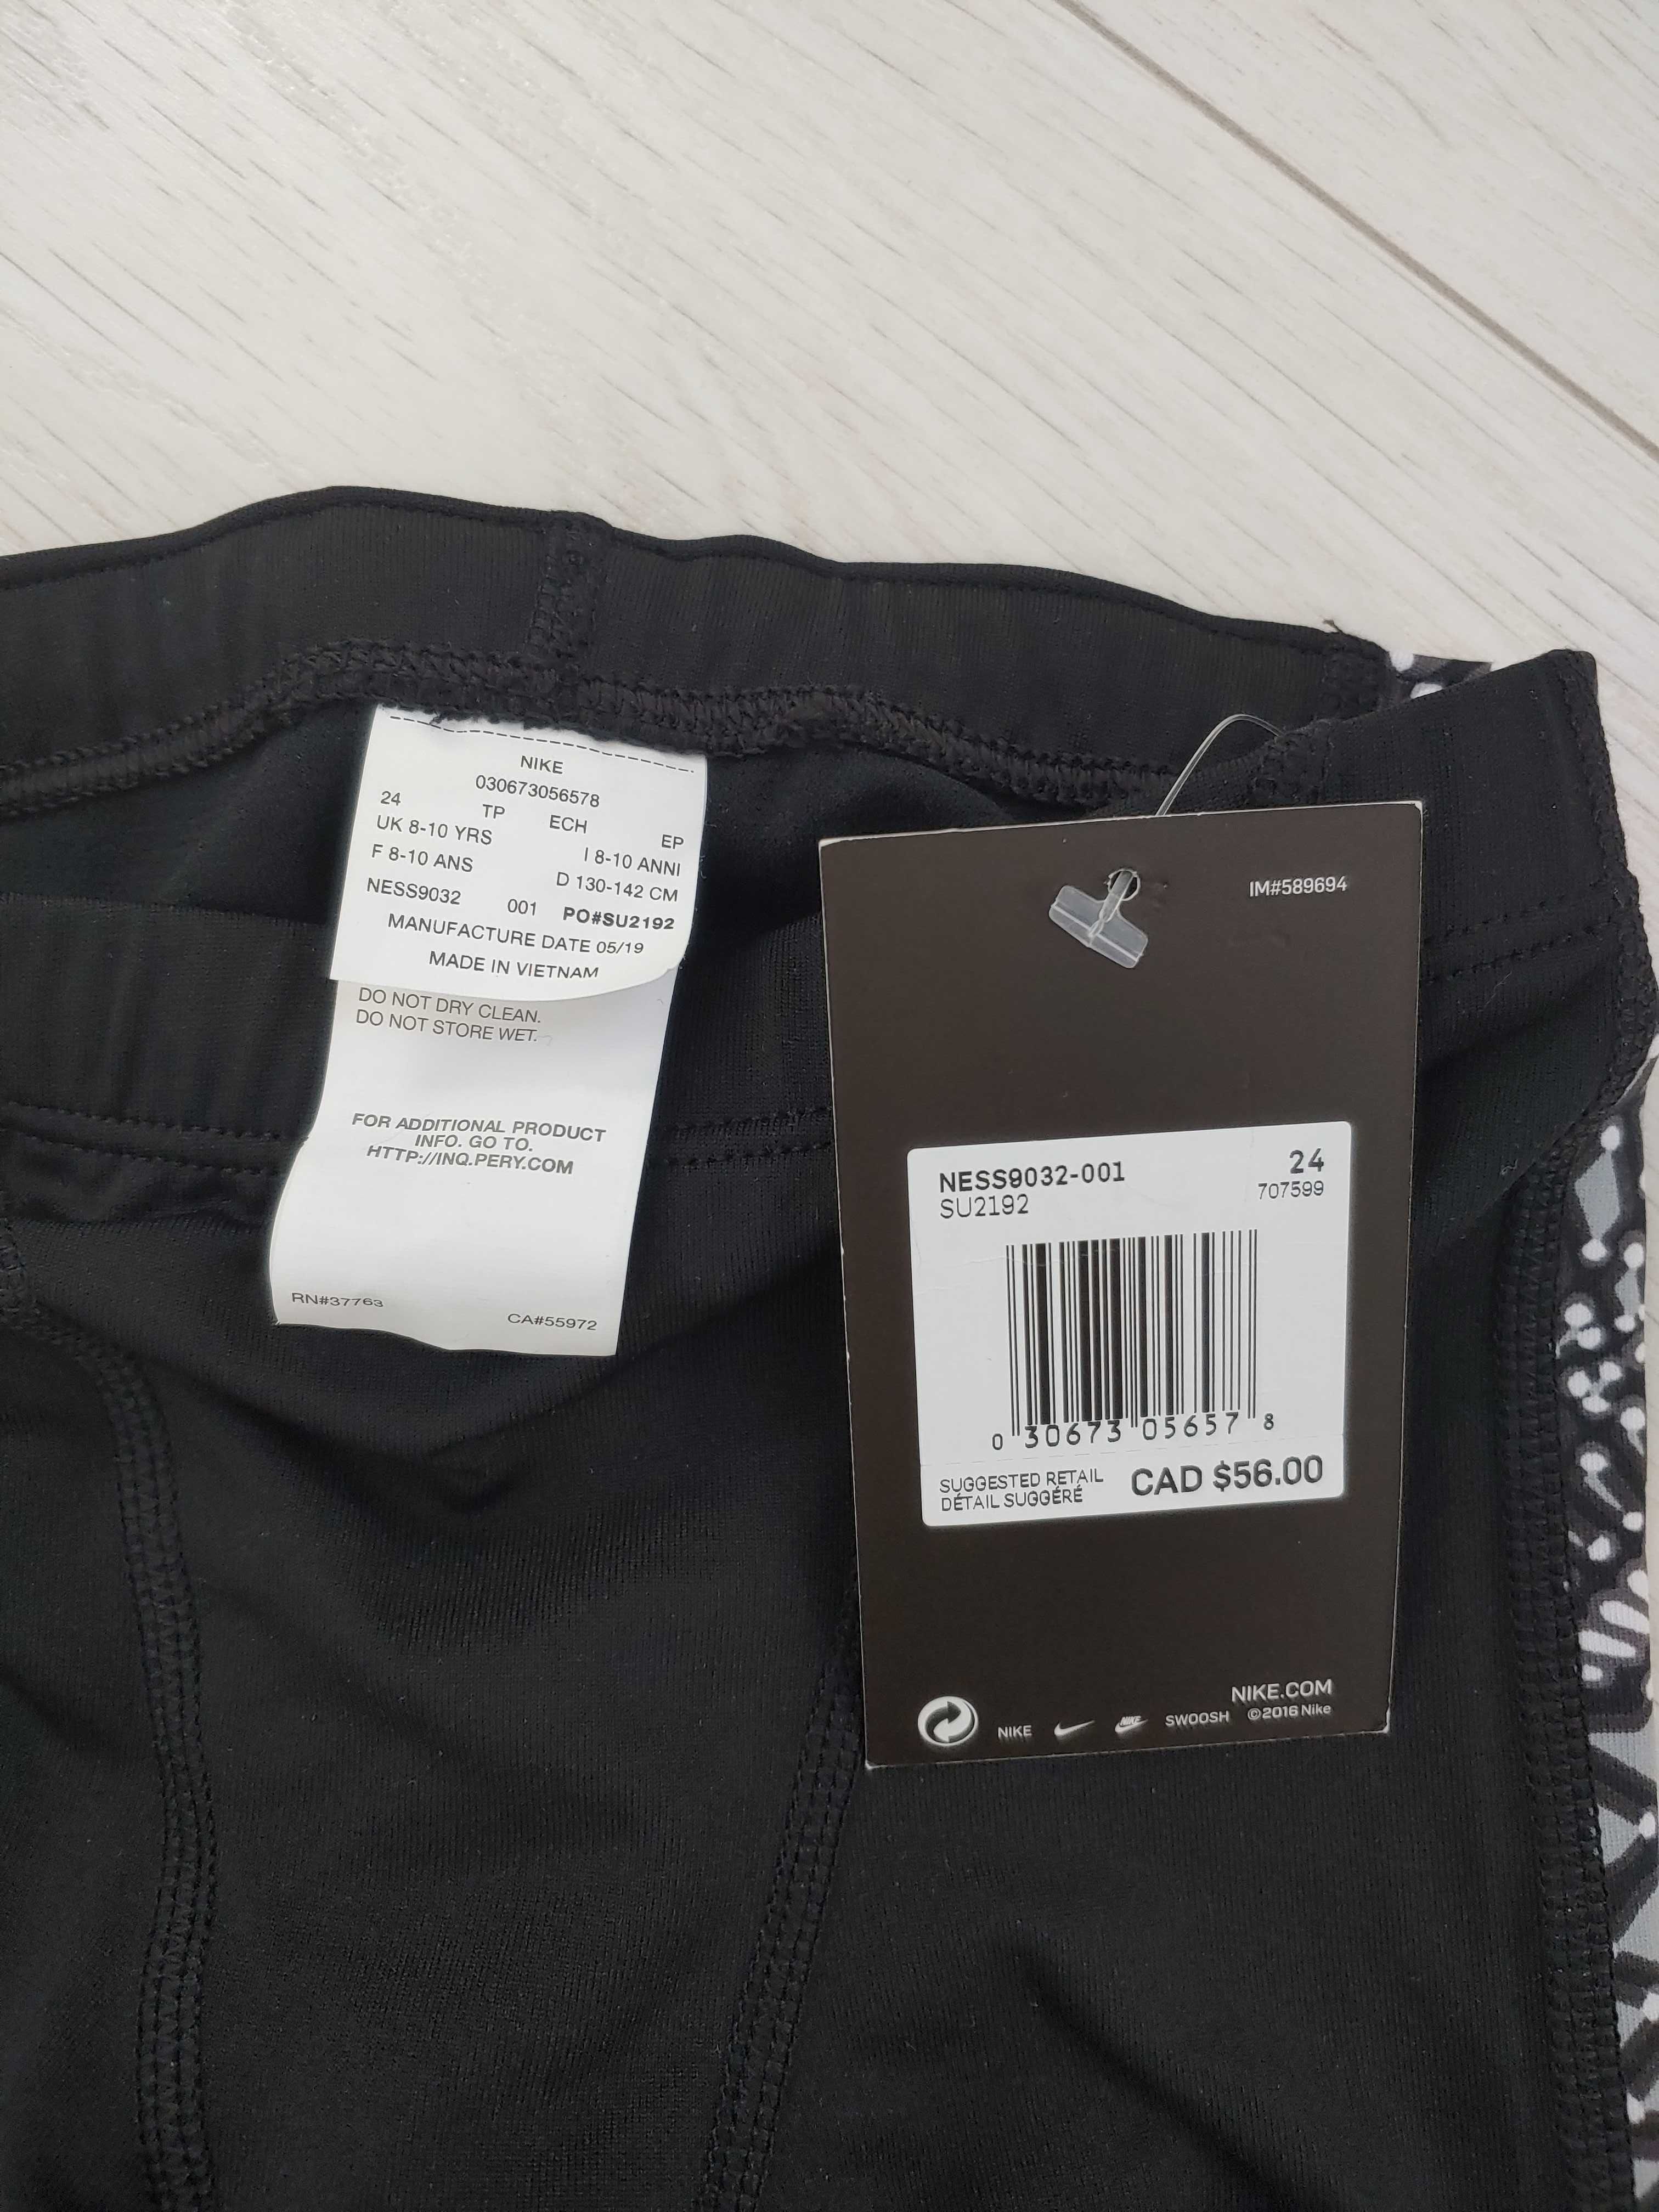 NIKE
030673056578
24 TP ECH EP
UK 8-10 YRS I 8-10 ANNI
F 8-10 ANS D 130-142 CM
NESS9032 001 PO#SU2192
MANUFACTURE DATE 05/19
MADE IN VIETNAM
DO NOT DRY CLEAN.
DO NOT STORE WET.
FOR ADDITIONAL PRODUCT
INFO. GO TO.
HTTP://INQ.PERY.COM
RN#37763 CA#55972
IM#589694
NESS9032-001 24
SU2192 707599
0 30673 05657 8
SUGGESTED RETAIL
DÉTAIL SUGGÉRÉ CAD $56.00
NIKE.COM
NIKE NIKE SWOOSH ©2016 Nike